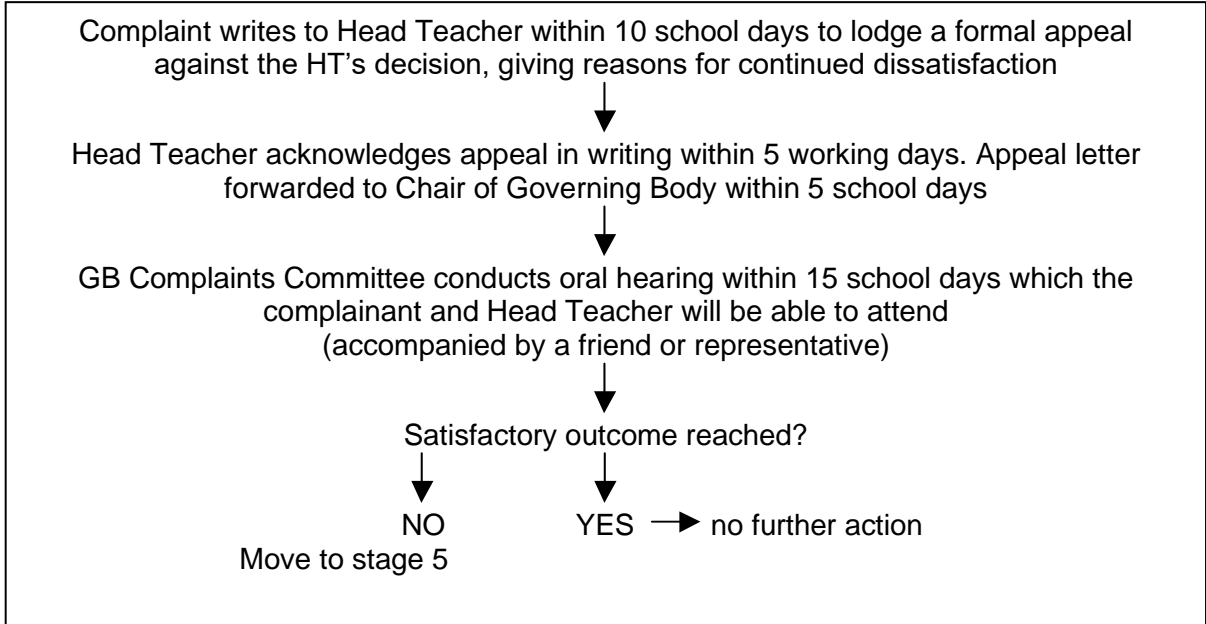 Complaint writes to Head Teacher within 10 school days to lodge a formal appeal
against the HT's decision, giving reasons for continued dissatisfaction
Head Teacher acknowledges appeal in writing within 5 working days. Appeal letter
forwarded to Chair of Governing Body within 5 school days
GB Complaints Committee conducts oral hearing within 15 school days which the
complainant and Head Teacher will be able to attend
(accompanied by a friend or representative)
Satisfactory outcome reached?
NO YES no further action
Move to stage 5